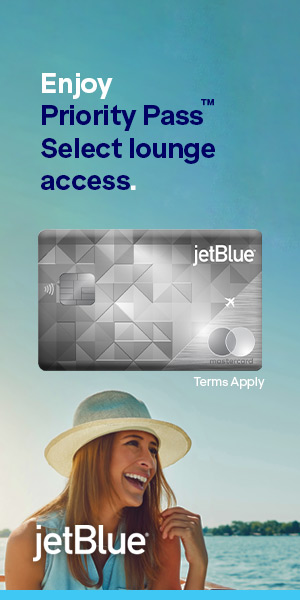 Enjoy
Priority Pass™
Select lounge
access.
jetBlue®
mastercard
Terms Apply
jetBlue®